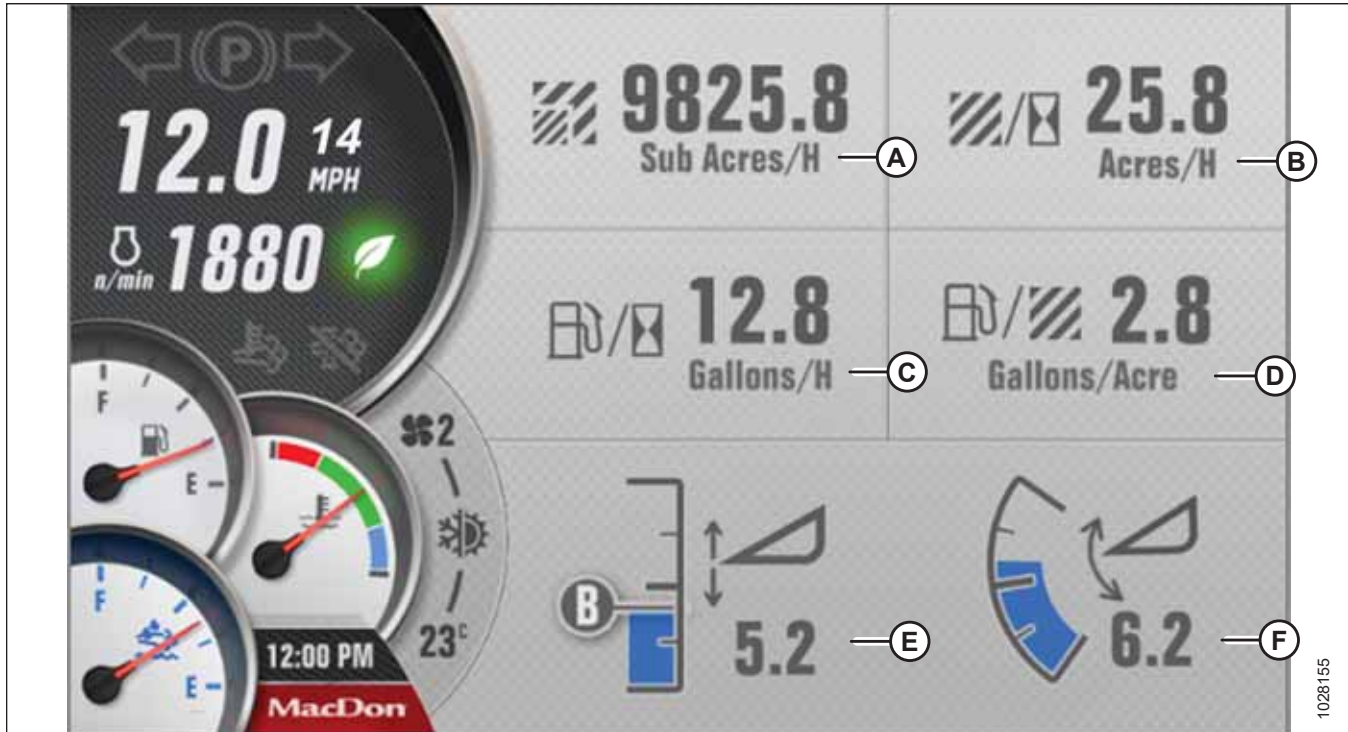 P
12.0 14
MPH
n/min 1880
F
E
F
E
2
23°C
12:00 PM
MacDon
9825.8
Sub Acres/H
A
25.8
Acres/H
B
12.8
Gallons/H
C
2.8
Gallons/Acre
D
B
5.2
E
6.2
F
1028155